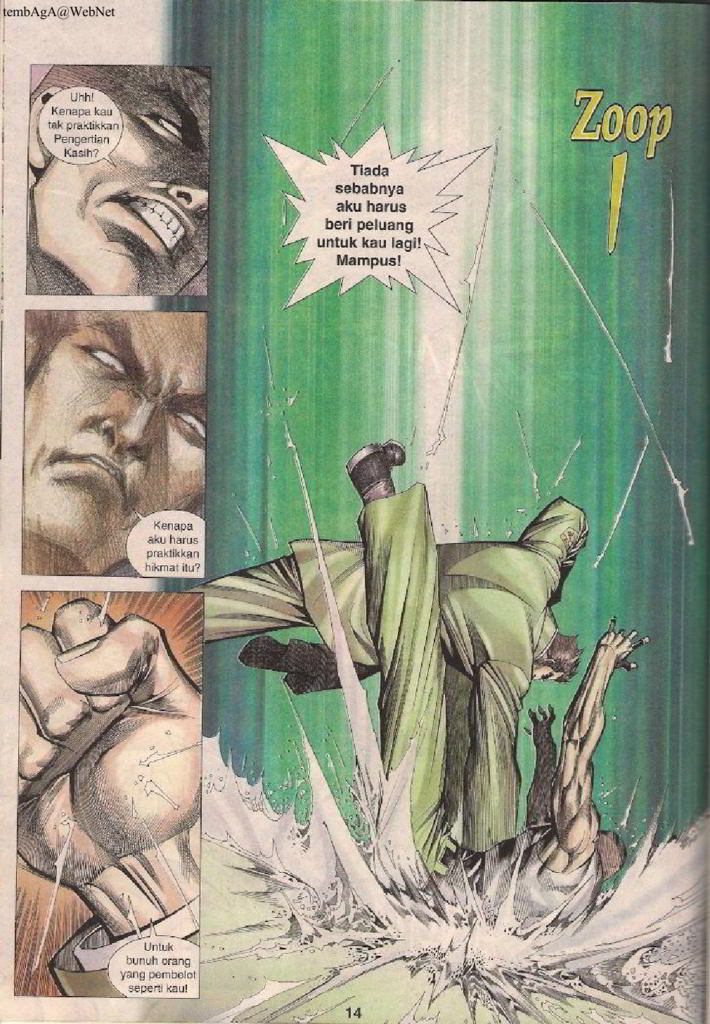 tembAgA@WebNet
Uhh!
Kenapa kau
tak praktikkan
Pengertian
Kasih?
Kenapa
aku harus
praktikkan
hikmat itu?
Untuk
bunuh orang
yang pembelot
seperti kau!
Tiada
sebabnya
aku harus
beri peluang
untuk kau lagi!
Mampus!
Zoop
!
14